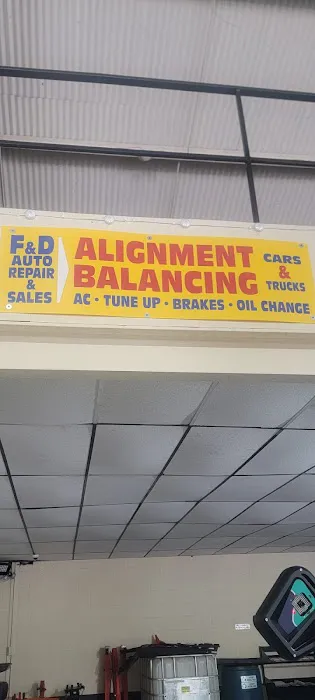 F&D
AUTO
REPAIR
&
SALES
ALIGNMENT
BALANCING
CARS
&
TRUCKS
AC · TUNE UP · BRAKES · OIL CHANGE